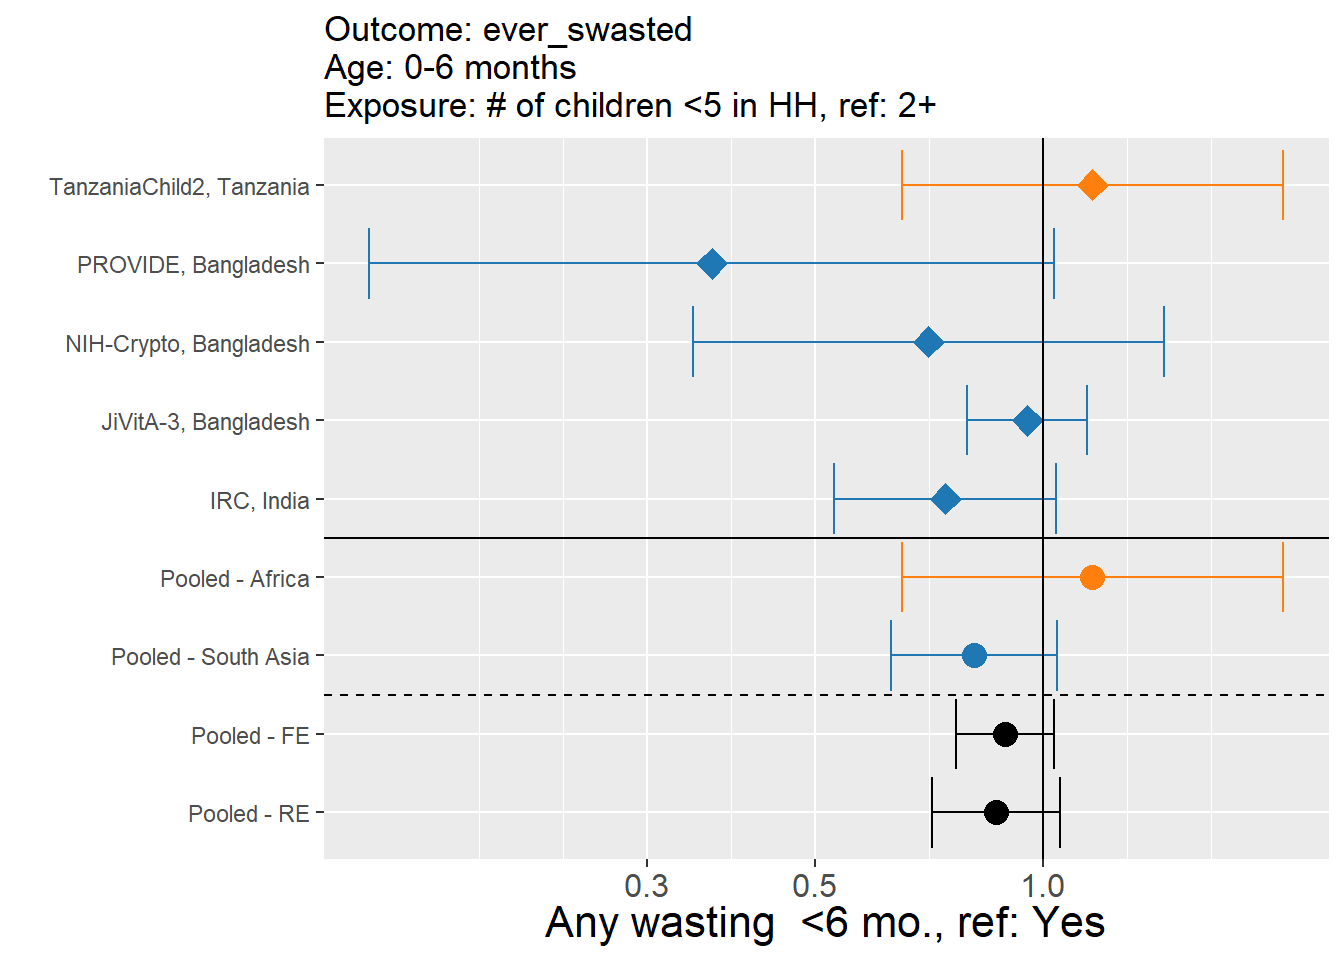 Outcome: ever_swasted
Age: 0-6 months
Exposure: # of children <5 in HH, ref: 2+
TanzaniaChild2, Tanzania
PROVIDE, Bangladesh
NIH-Crypto, Bangladesh
JiVitA-3, Bangladesh
IRC, India
Pooled - Africa
Pooled - South Asia
Pooled - FE
Pooled - RE
0.3 0.5 1.0
Any wasting  <6 mo., ref: Yes